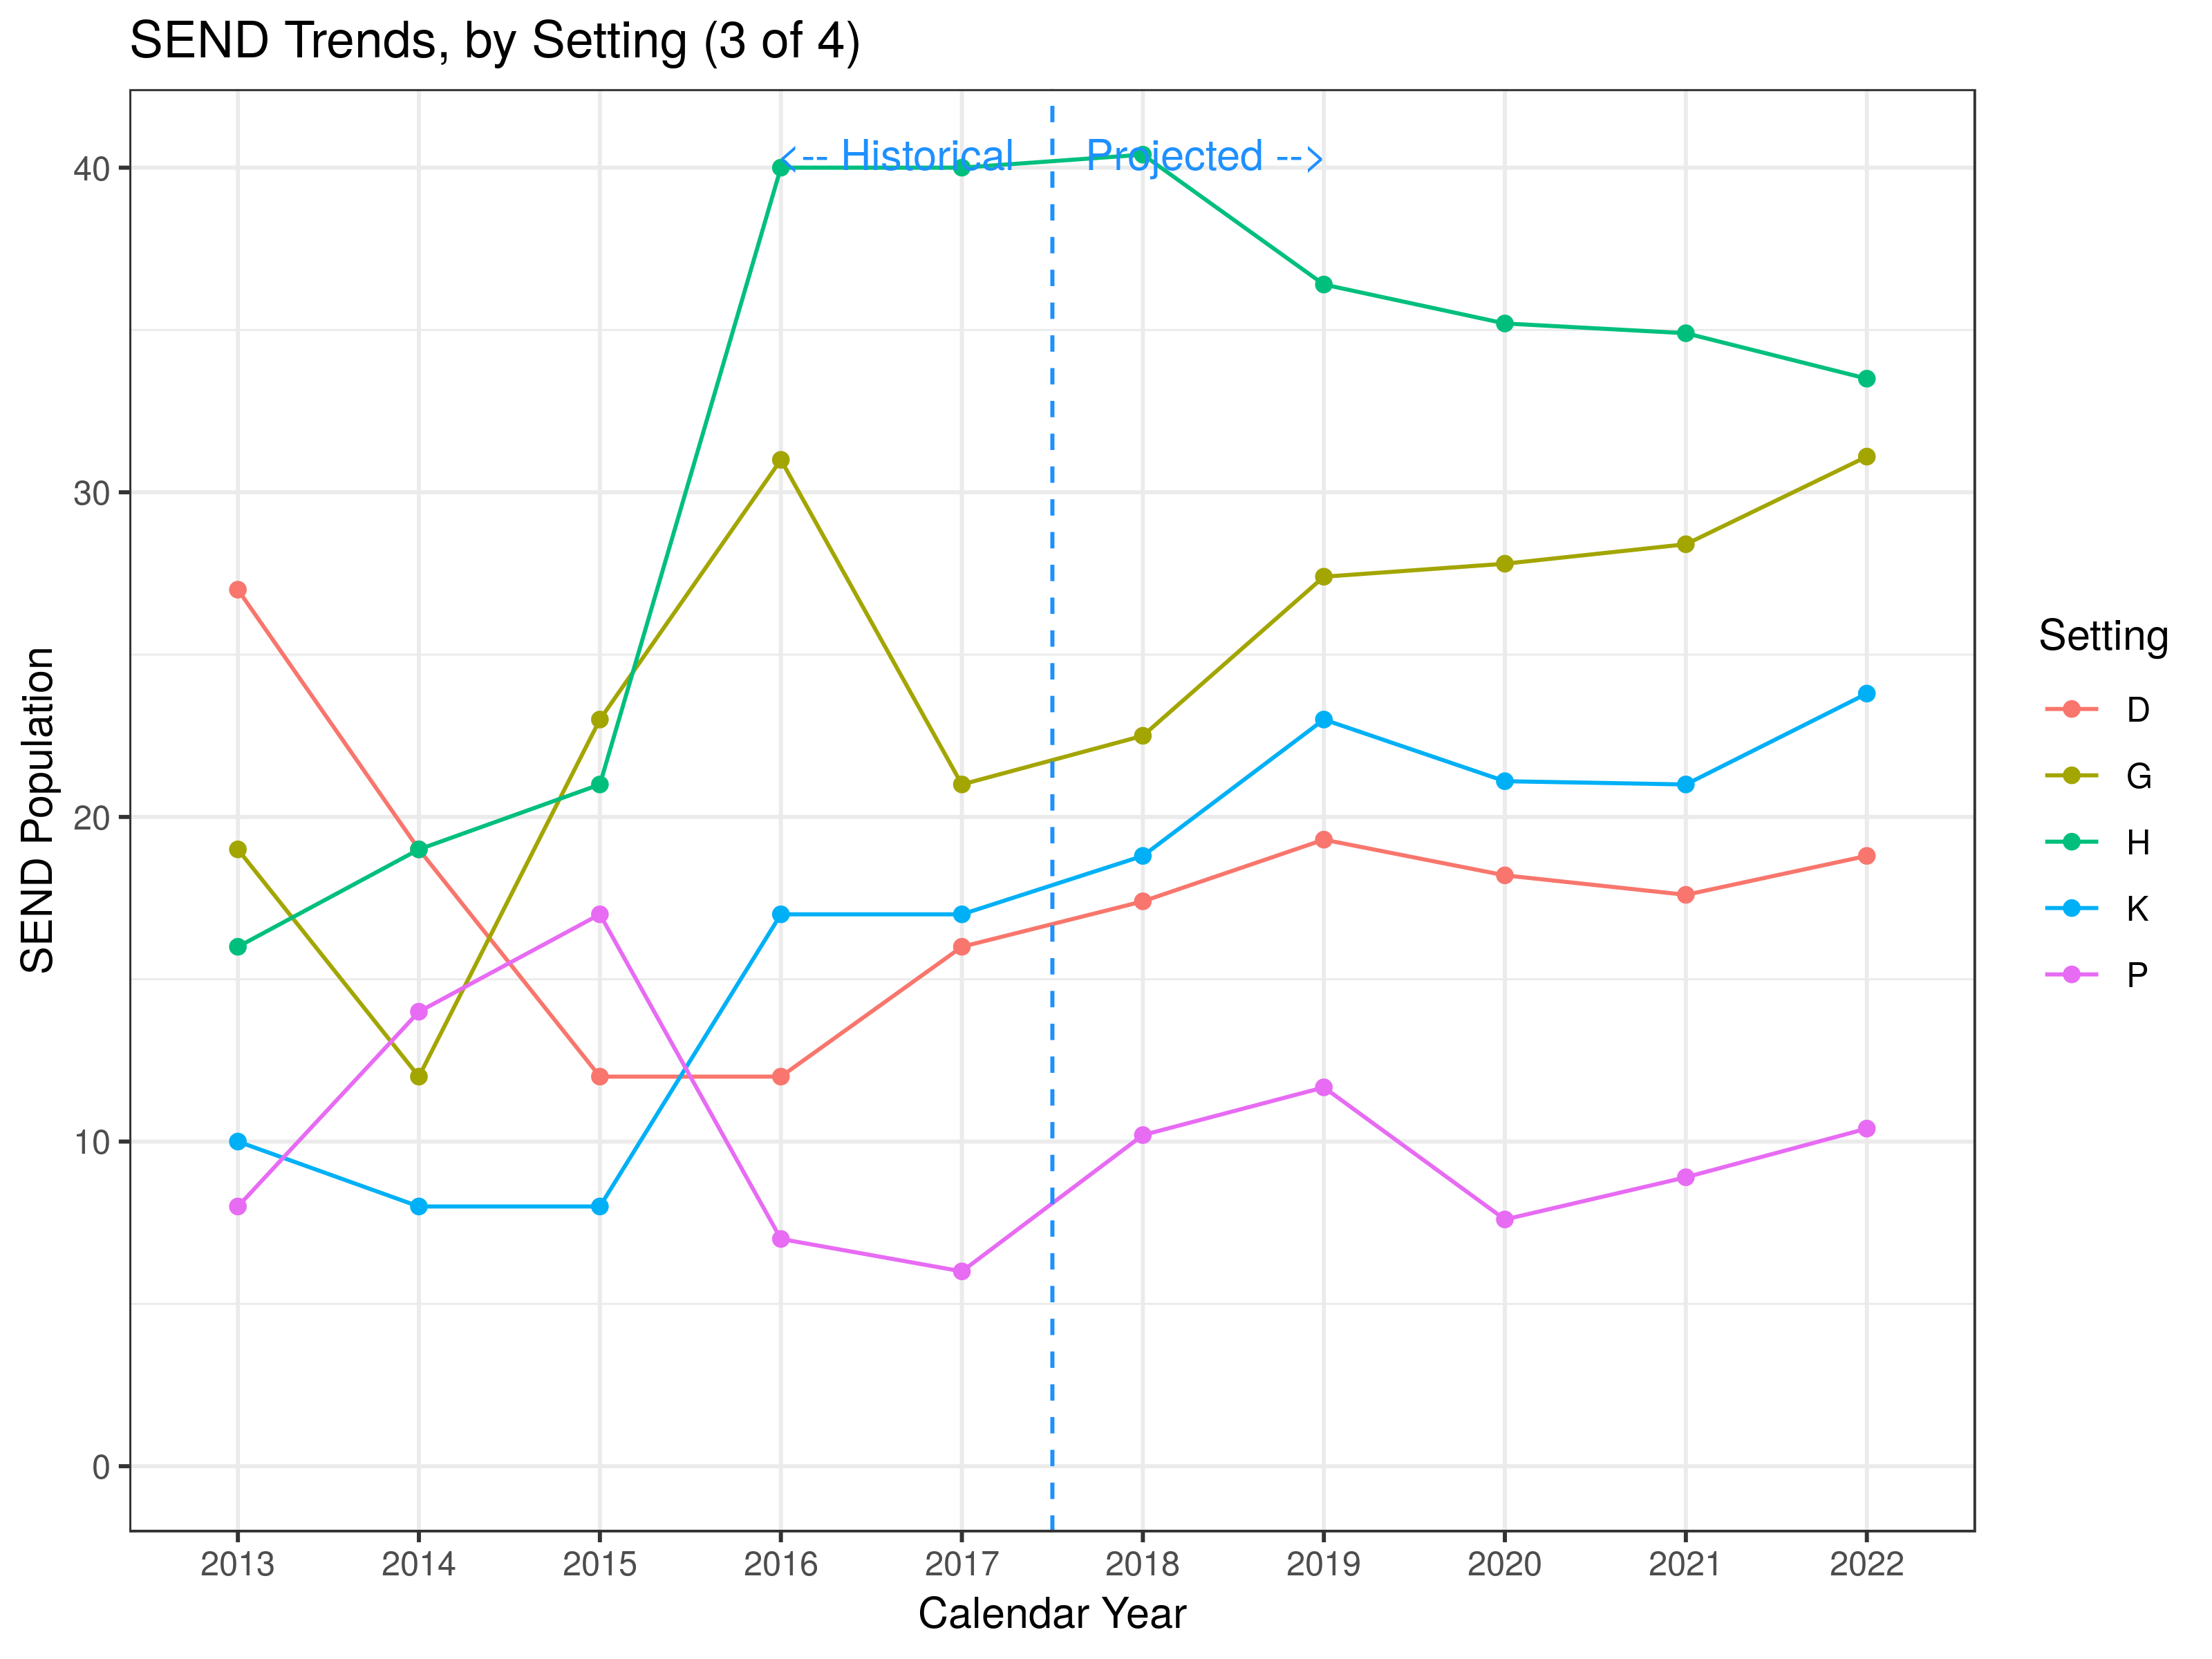 SEND Trends, by Setting (3 of 4)
<-- Historical
Projected -->
40
30
20
10
0
SEND Population
2013 2014 2015 2016 2017 2018 2019 2020 2021 2022
Calendar Year
Setting
D
G
H
K
P